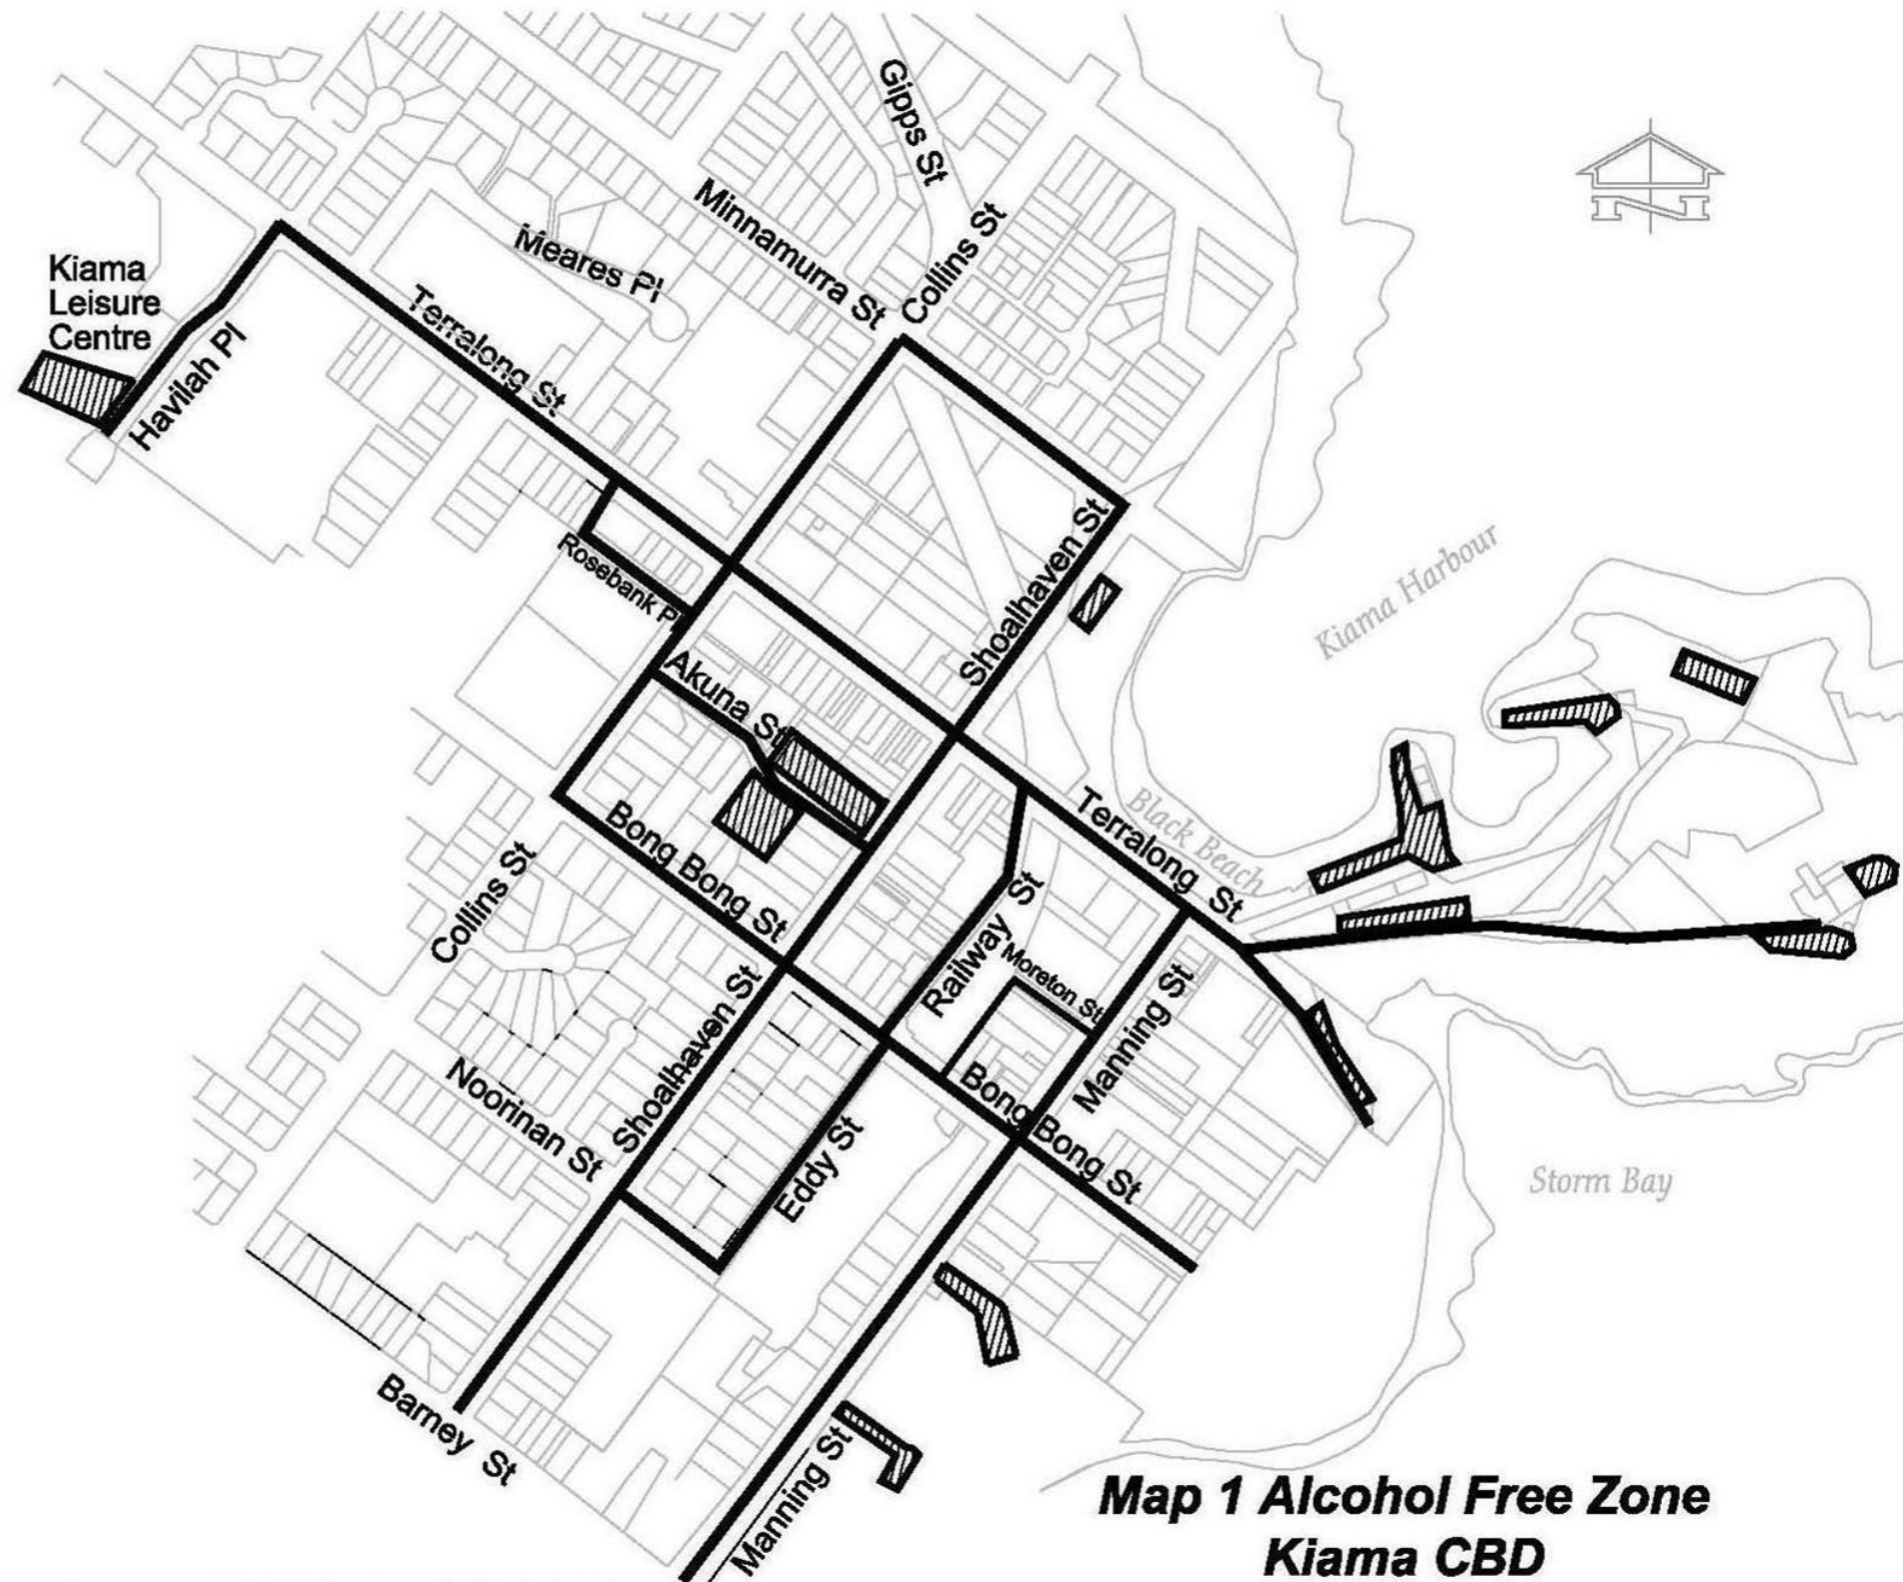 Gipps St
Minnamurra St
Collins St
Meares Pl
Kiama
Leisure
Centre
Havilah Pl
Terralong St
Shoalhaven St
Rosebank P
Kiama Harbour
Akuna St
Black Beach
Terralong St
Bong Bong St
Collins St
Railway St
Moreton St
Manning St
Shoalhaven St
Noorinan St
Bong Bong St
Eddy St
Storm Bay
Barney St
Manning St
Map 1 Alcohol Free Zone
Kiama CBD